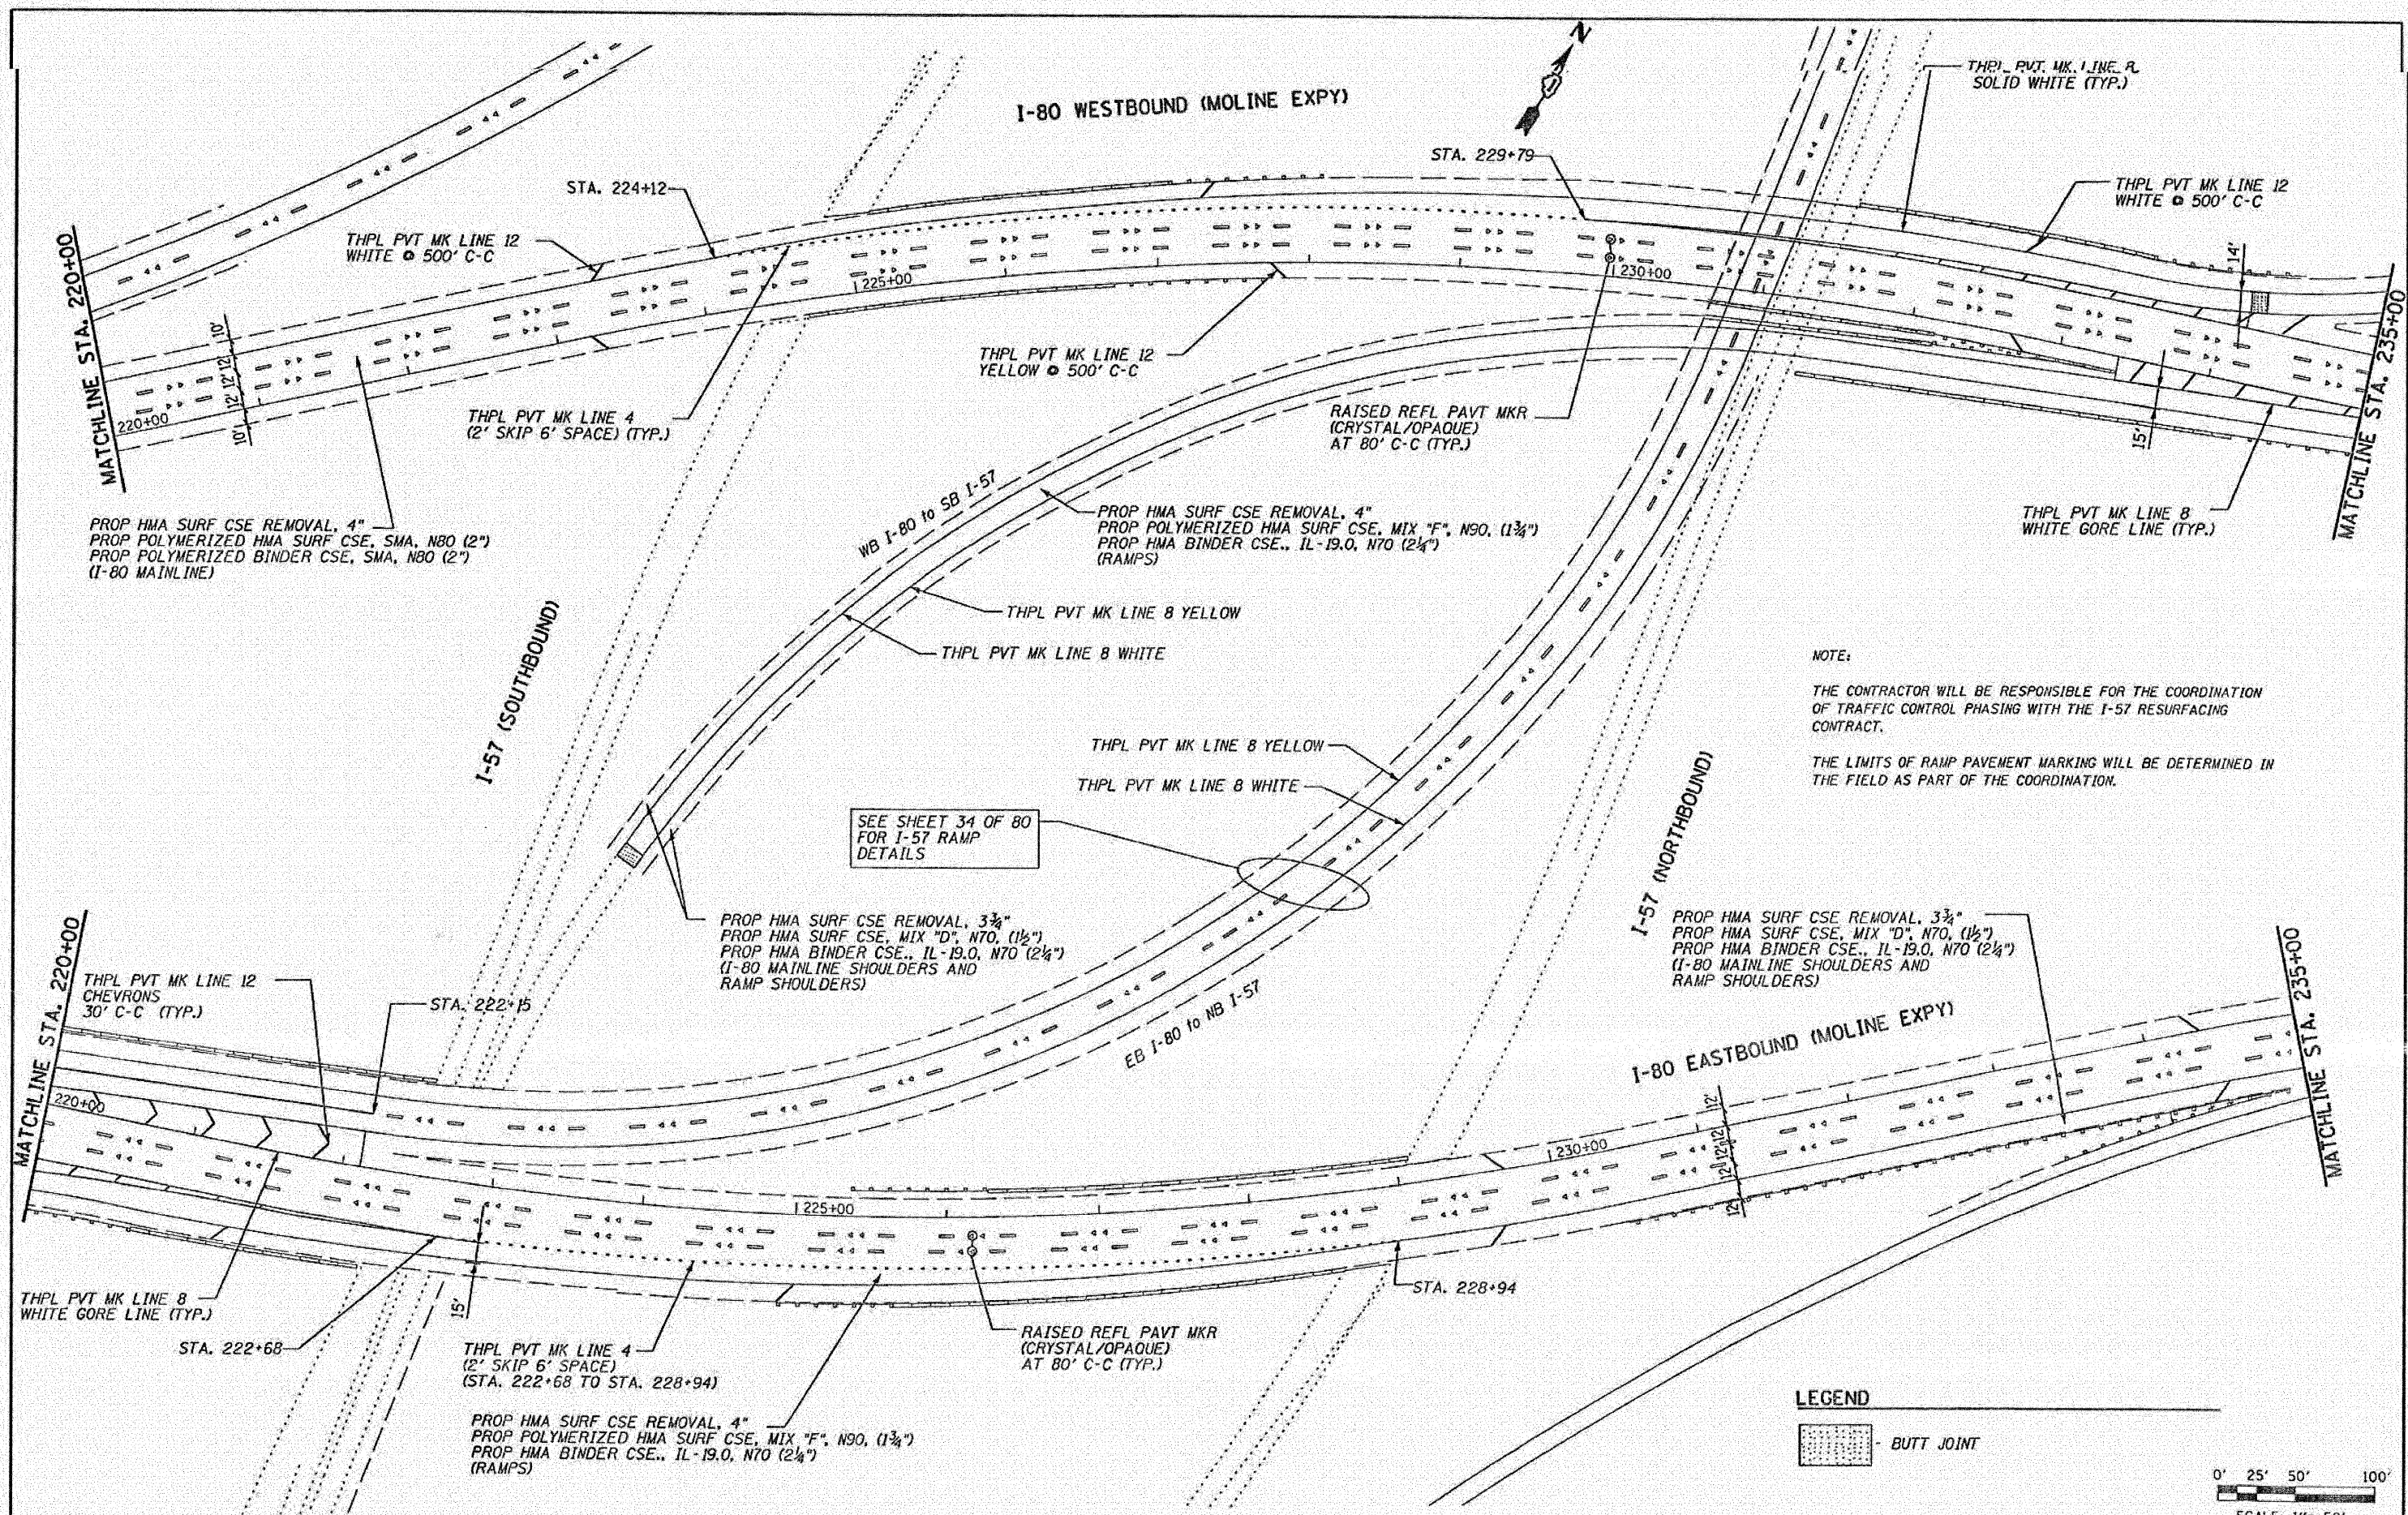 N
I-80 WESTBOUND (MOLINE EXPY)
SOLID WHITE (TYP.)
STA. 229+79
STA. 224+12
THPL PVT MK LINE 12
WHITE @ 500' C-C
THPL PVT MK LINE 12
WHITE @ 500' C-C
MATCHLINE STA. 220+00
14'
225+00
230+00
10'
12'
12'
12'
10'
220+00
THPL PVT MK LINE 4
(2' SKIP 6' SPACE) (TYP.)
THPL PVT MK LINE 12
YELLOW @ 500' C-C
RAISED REFL PAVT MKR
(CRYSTAL/OPAQUE)
AT 80' C-C (TYP.)
15'
MATCHLINE STA. 235+00
PROP HMA SURF CSE REMOVAL, 4"
PROP POLYMERIZED HMA SURF CSE, SMA, N80 (2")
PROP POLYMERIZED BINDER CSE, SMA, N80 (2")
(I-80 MAINLINE)
WB I-80 to SB I-57
PROP HMA SURF CSE REMOVAL, 4"
PROP POLYMERIZED HMA SURF CSE, MIX "F", N90, (1¾")
PROP HMA BINDER CSE., IL-19.0, N70 (2¼")
(RAMPS)
THPL PVT MK LINE 8
WHITE GORE LINE (TYP.)
THPL PVT MK LINE 8 YELLOW
THPL PVT MK LINE 8 WHITE
I-57 (SOUTHBOUND)
NOTE:
THE CONTRACTOR WILL BE RESPONSIBLE FOR THE COORDINATION
OF TRAFFIC CONTROL PHASING WITH THE I-57 RESURFACING
CONTRACT.
THE LIMITS OF RAMP PAVEMENT MARKING WILL BE DETERMINED IN
THE FIELD AS PART OF THE COORDINATION.
THPL PVT MK LINE 8 YELLOW
THPL PVT MK LINE 8 WHITE
I-57 (NORTHBOUND)
SEE SHEET 34 OF 80
FOR I-57 RAMP
DETAILS
PROP HMA SURF CSE REMOVAL, 3¾"
PROP HMA SURF CSE, MIX "D", N70, (1½")
PROP HMA BINDER CSE., IL-19.0, N70 (2¼")
(I-80 MAINLINE SHOULDERS AND
RAMP SHOULDERS)
PROP HMA SURF CSE REMOVAL, 3¾"
PROP HMA SURF CSE, MIX "D", N70, (1½")
PROP HMA BINDER CSE., IL-19.0, N70 (2¼")
(I-80 MAINLINE SHOULDERS AND
RAMP SHOULDERS)
MATCHLINE STA. 220+00
THPL PVT MK LINE 12
CHEVRONS
30' C-C (TYP.)
STA. 222+15
EB I-80 to NB I-57
I-80 EASTBOUND (MOLINE EXPY)
MATCHLINE STA. 235+00
220+00
225+00
230+00
12'
12'
12'
12'
12'
THPL PVT MK LINE 8
WHITE GORE LINE (TYP.)
STA. 222+68
15'
THPL PVT MK LINE 4
(2' SKIP 6' SPACE)
(STA. 222+68 TO STA. 228+94)
RAISED REFL PAVT MKR
(CRYSTAL/OPAQUE)
AT 80' C-C (TYP.)
STA. 228+94
PROP HMA SURF CSE REMOVAL, 4"
PROP POLYMERIZED HMA SURF CSE, MIX "F", N90, (1¾")
PROP HMA BINDER CSE., IL-19.0, N70 (2¼")
(RAMPS)
LEGEND
- BUTT JOINT
0' 25' 50' 100'